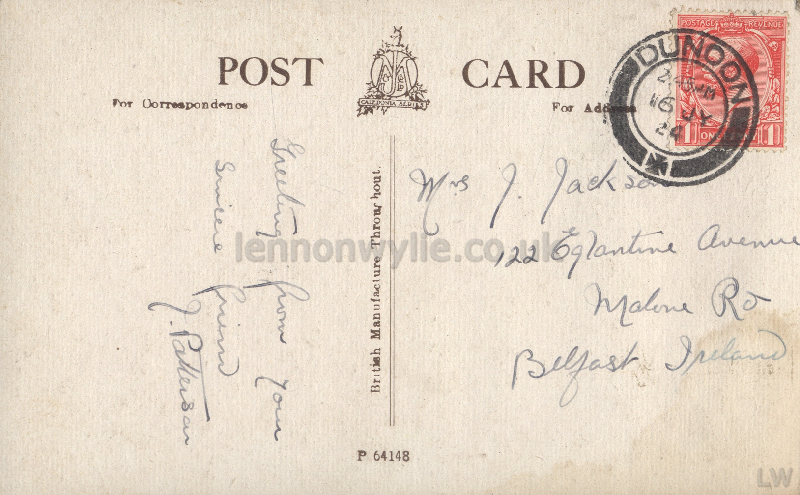 POST CARD
CALEDONIA SERIES
For Correspondence
For Address
British Manufacture Throughout.
P 64148
POSTAGE REVENUE
DUNOON
16 JY
24
Greeting from your
sincere friend
J. Patterson
Mrs J. Jackson
122 Eglantine Avenue
Malone Rd
Belfast Ireland
lennonwylie.co.uk
LW